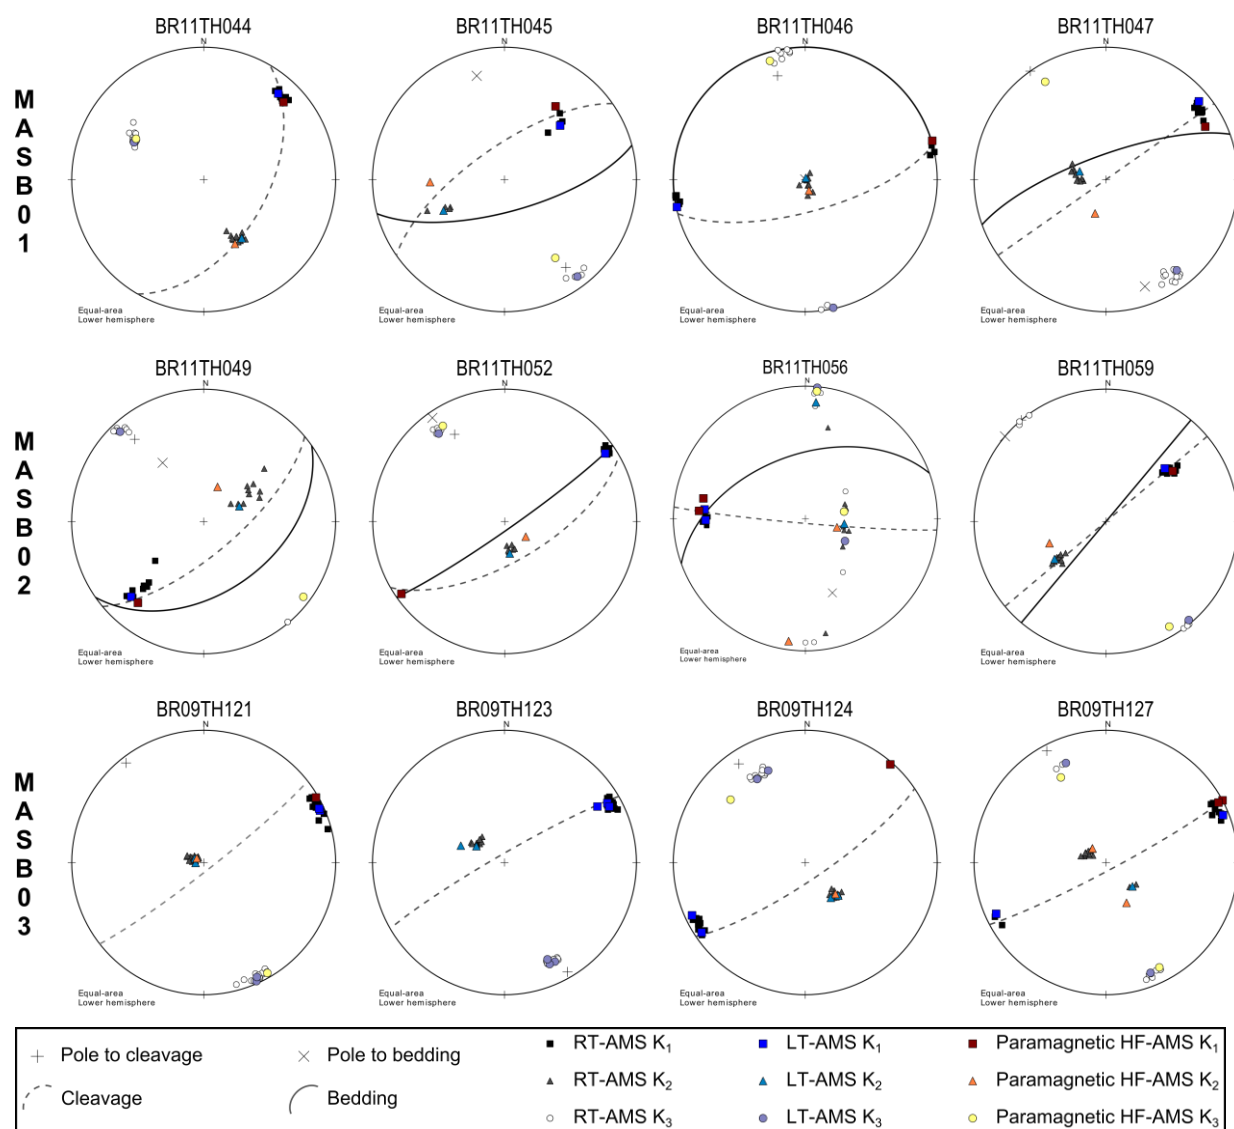 BR11TH044 BR11TH045 BR11TH046 BR11TH047
N N N N
MASB01
Equal-area Equal-area Equal-area Equal-area
Lower hemisphere Lower hemisphere Lower hemisphere Lower hemisphere
BR11TH049 BR11TH052 BR11TH056 BR11TH059
N N N N
MASB02
Equal-area Equal-area Equal-area Equal-area
Lower hemisphere Lower hemisphere Lower hemisphere Lower hemisphere
BR09TH121 BR09TH123 BR09TH124 BR09TH127
N N N N
MASB03
Equal-area Equal-area Equal-area Equal-area
Lower hemisphere Lower hemisphere Lower hemisphere Lower hemisphere
Pole to cleavage Pole to bedding RT-AMS K1 LT-AMS K1 Paramagnetic HF-AMS K1
Cleavage Bedding RT-AMS K2 LT-AMS K2 Paramagnetic HF-AMS K2
RT-AMS K3 LT-AMS K3 Paramagnetic HF-AMS K3